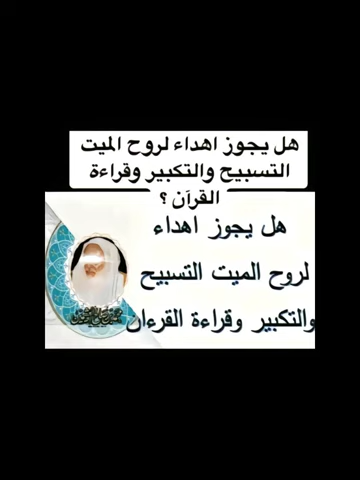 هل يجوز اهداء لروح الميت
التسبيح والتكبير وقراءة
القرآن ؟
هل يجوز اهداء
لروح الميت التسبيح
والتكبير وقراءة القرءان